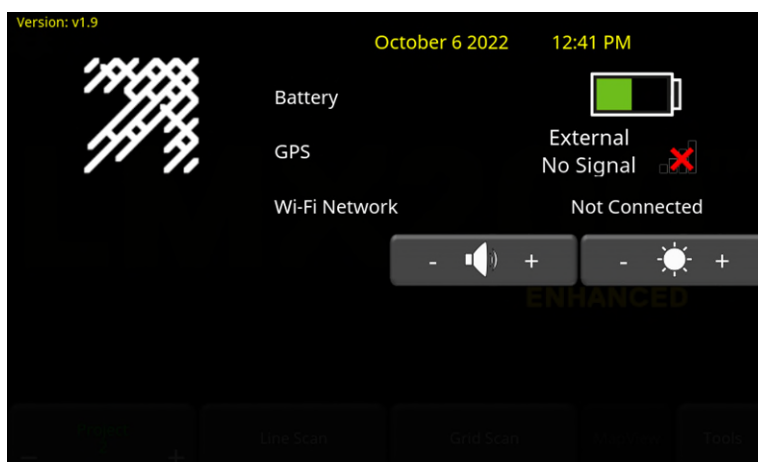 Version: v1.9
October 6 2022 12:41 PM
Battery
GPS
External
No Signal
Wi-Fi Network
Not Connected
- +
- +
ENHANCED
Project
Line Scan
Grid Scan
Tools
- +